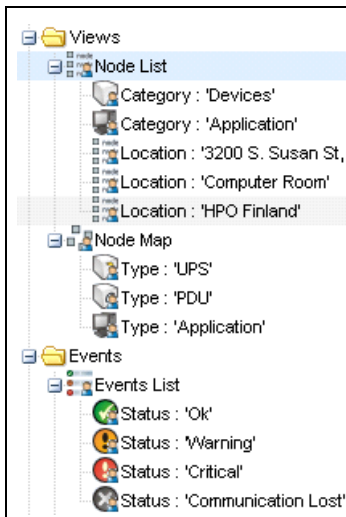 Views
Node List
Category : 'Devices'
Category : 'Application'
Location : '3200 S. Susan St,
Location : 'Computer Room'
Location : 'HPO Finland'
Node Map
Type : 'UPS'
Type : 'PDU'
Type : 'Application'
Events
Events List
Status : 'Ok'
Status : 'Warning'
Status : 'Critical'
Status : 'Communication Lost'